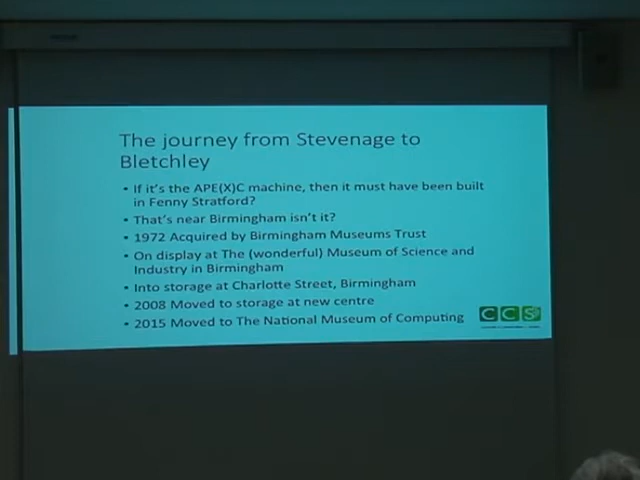 The journey from Stevenage to
Bletchley
• If it's the APE(X)C machine, then it must have been built
in Fenny Stratford?
• That's near Birmingham isn't it?
• 1972 Acquired by Birmingham Museums Trust
• On display at The (wonderful) Museum of Science and
Industry in Birmingham
• Into storage at Charlotte Street, Birmingham
• 2008 Moved to storage at new centre
• 2015 Moved to The National Museum of Computing
CCS